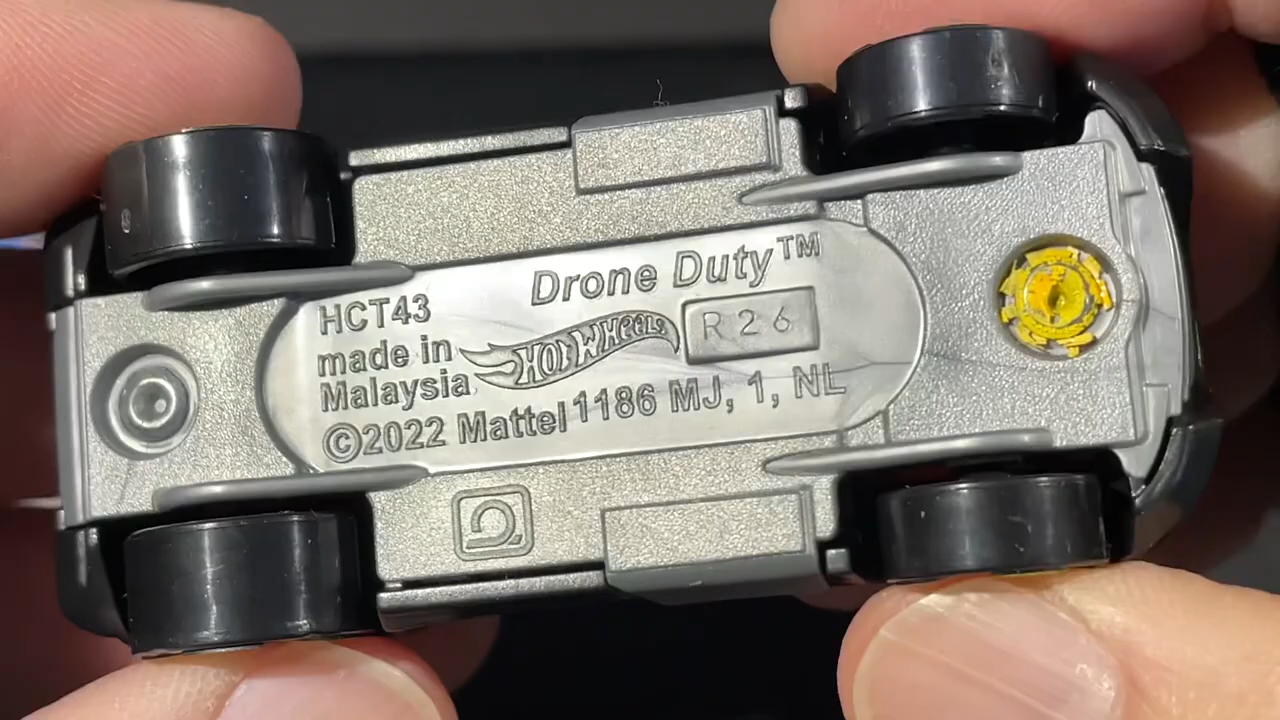 Drone Duty™
HCT43
made in
Malaysia
HOT WHEELS
R26
©2022 Mattel 1186 MJ, 1, NL